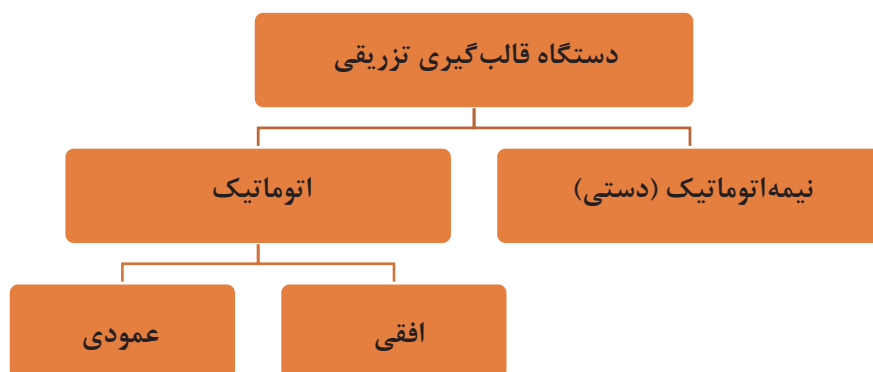 دستگاه قالب‌گیری تزریقی
نیمه‌اتوماتیک (دستی)
اتوماتیک
افقی
عمودی